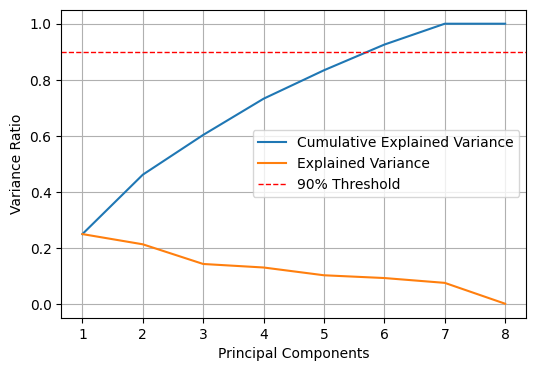 1.0
0.8
0.6
0.4
0.2
0.0
Variance Ratio
Cumulative Explained Variance
Explained Variance
90% Threshold
1 2 3 4 5 6 7 8
Principal Components